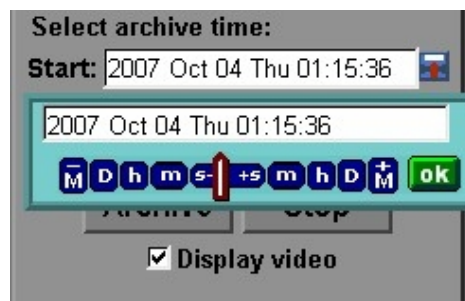 Select archive time:
Start: 2007 Oct 04 Thu 01:15:36
2007 Oct 04 Thu 01:15:36
M D h m s- +s m h D M ok
Archive Stop
Display video